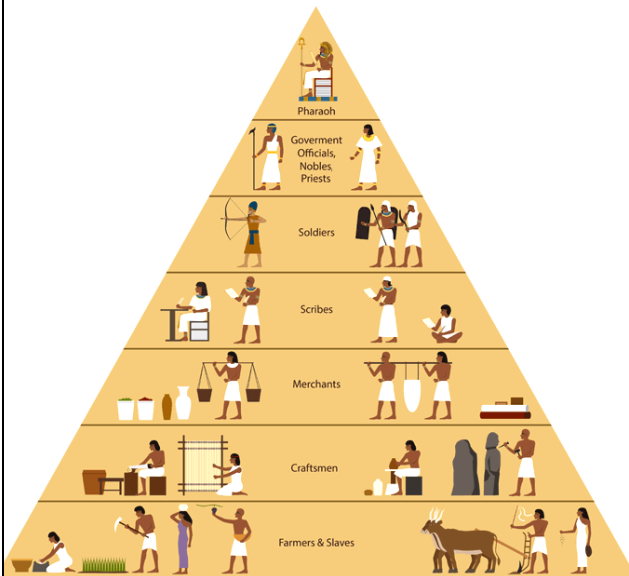 Pharaoh
Goverment
Officials,
Nobles,
Priests
Soldiers
Scribes
Merchants
Craftsmen
Farmers & Slaves